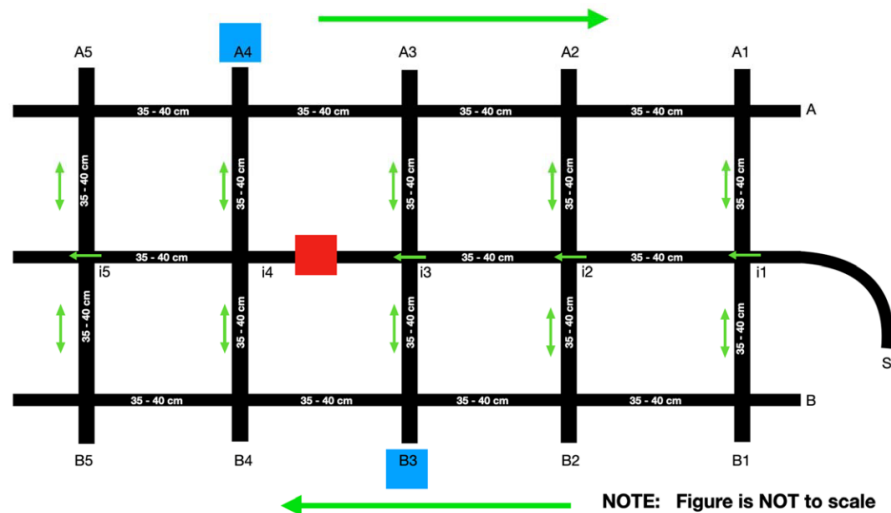 A5 A4 A3 A2 A1
35 - 40 cm 35 - 40 cm 35 - 40 cm 35 - 40 cm A
35 - 40 cm 35 - 40 cm 35 - 40 cm 35 - 40 cm 35 - 40 cm
35 - 40 cm 35 - 40 cm 35 - 40 cm
i5 i4 i3 i2 i1
35 - 40 cm 35 - 40 cm 35 - 40 cm 35 - 40 cm 35 - 40 cm
S
35 - 40 cm 35 - 40 cm 35 - 40 cm 35 - 40 cm B
B5 B4 B3 B2 B1
NOTE: Figure is NOT to scale